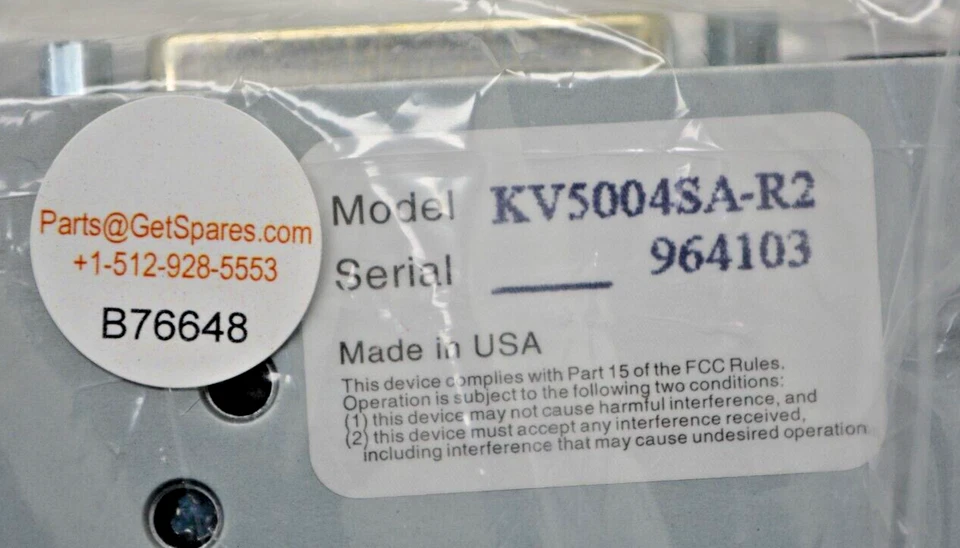 Parts@GetSpares.com
+1-512-928-5553
B76648
Model KV5004SA-R2
Serial 964103
Made in USA
This device complies with Part 15 of the FCC Rules.
Operation is subject to the following two conditions:
(1) this device may not cause harmful interference, and
(2) this device must accept any interference received,
including interference that may cause undesired operation